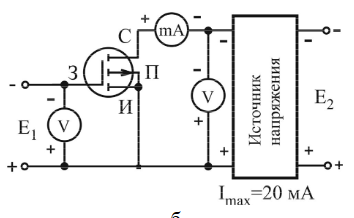 С
+
mA
-
-
-
-
З
П
И
-
V
+
E1
V
+
Источник
напряжения
E2
+
+
+
Imax=20 мА
б